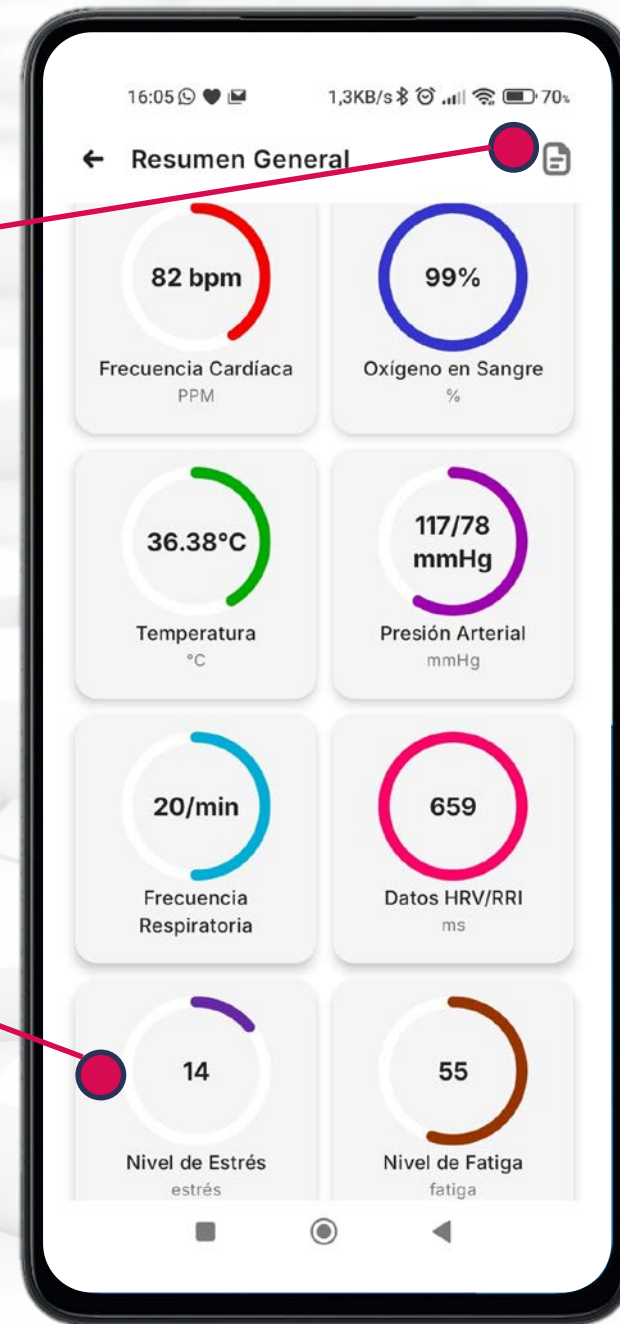 16:05 1,3KB/s 70%
Resumen General
82 bpm
Frecuencia Cardíaca
PPM
99%
Oxígeno en Sangre
%
36.38°C
Temperatura
°C
117/78
mmHg
Presión Arterial
mmHg
20/min
Frecuencia
Respiratoria
659
Datos HRV/RRI
ms
14
Nivel de Estrés
estrés
55
Nivel de Fatiga
fatiga